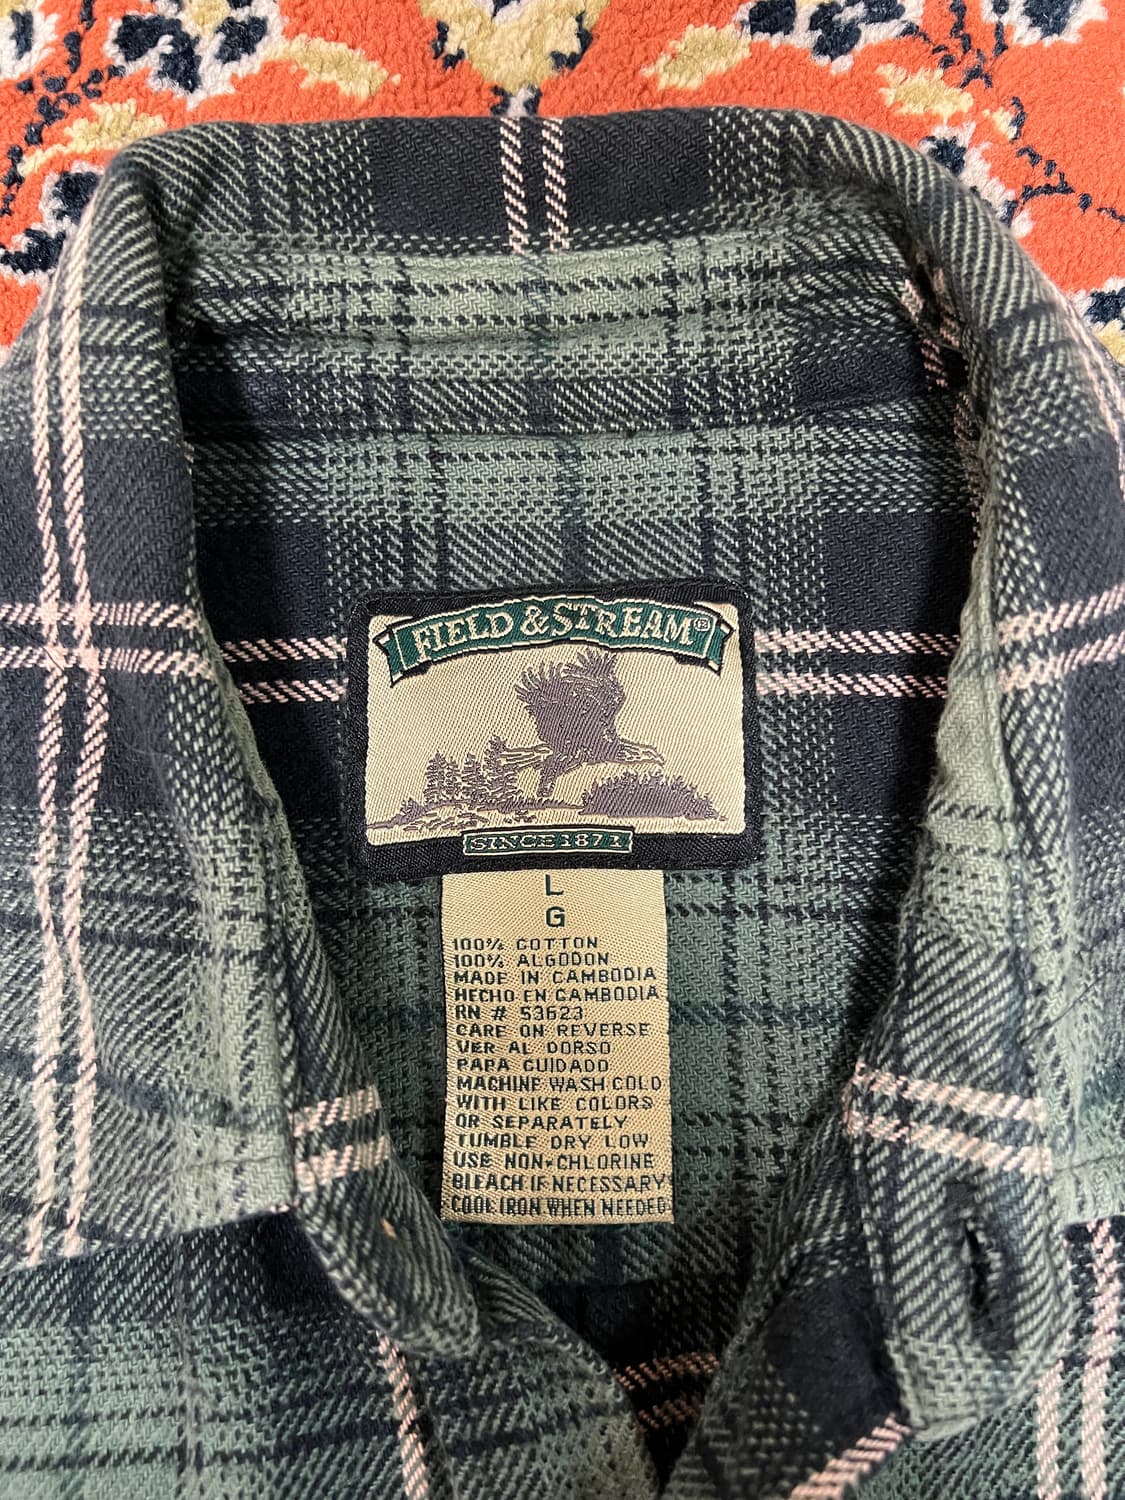 FIELD & STREAM®
SINCE 1871
L
G
100% COTTON
100% ALGODON
MADE IN CAMBODIA
HECHO EN CAMBODIA
RN # 53623
CARE ON REVERSE
VER AL DORSO
PAPA CUIDADO
MACHINE WASH COLD
WITH LIKE COLORS
OR SEPARATELY
TUMBLE DRY LOW
USE NON-CHLORINE
BLEACH IF NECESSARY
COOL IRON WHEN NEEDED